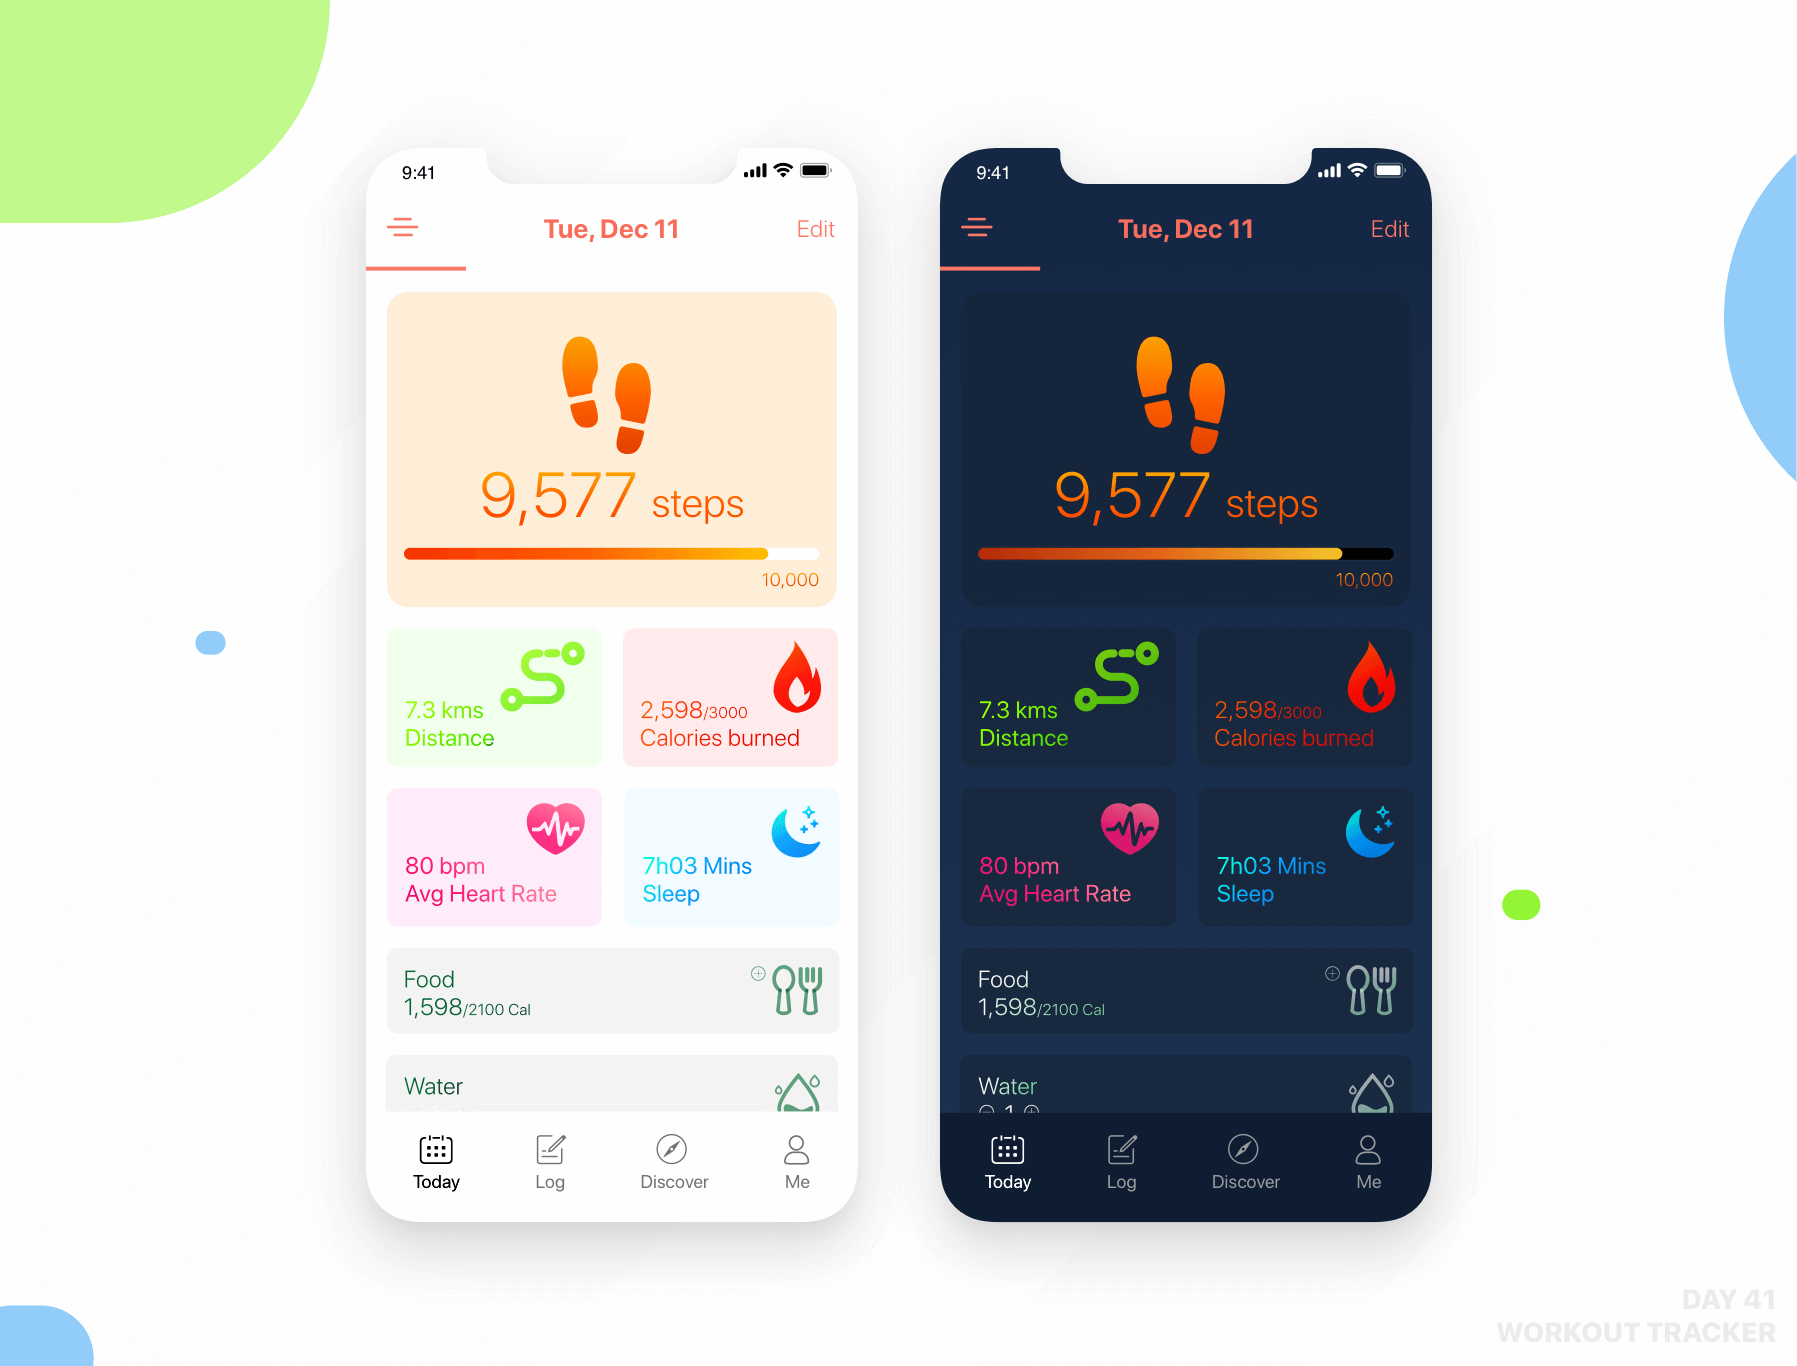 9:41
Tue, Dec 11
Edit
9,577 steps
10,000
7.3 kms
Distance
2,598/3000
Calories burned
80 bpm
Avg Heart Rate
7h03 Mins
Sleep
Food
1,598/2100 Cal
Water
Today
Log
Discover
Me
9:41
Tue, Dec 11
Edit
9,577 steps
10,000
7.3 kms
Distance
2,598/3000
Calories burned
80 bpm
Avg Heart Rate
7h03 Mins
Sleep
Food
1,598/2100 Cal
Water
1
Today
Log
Discover
Me
DAY 41
WORKOUT TRACKER